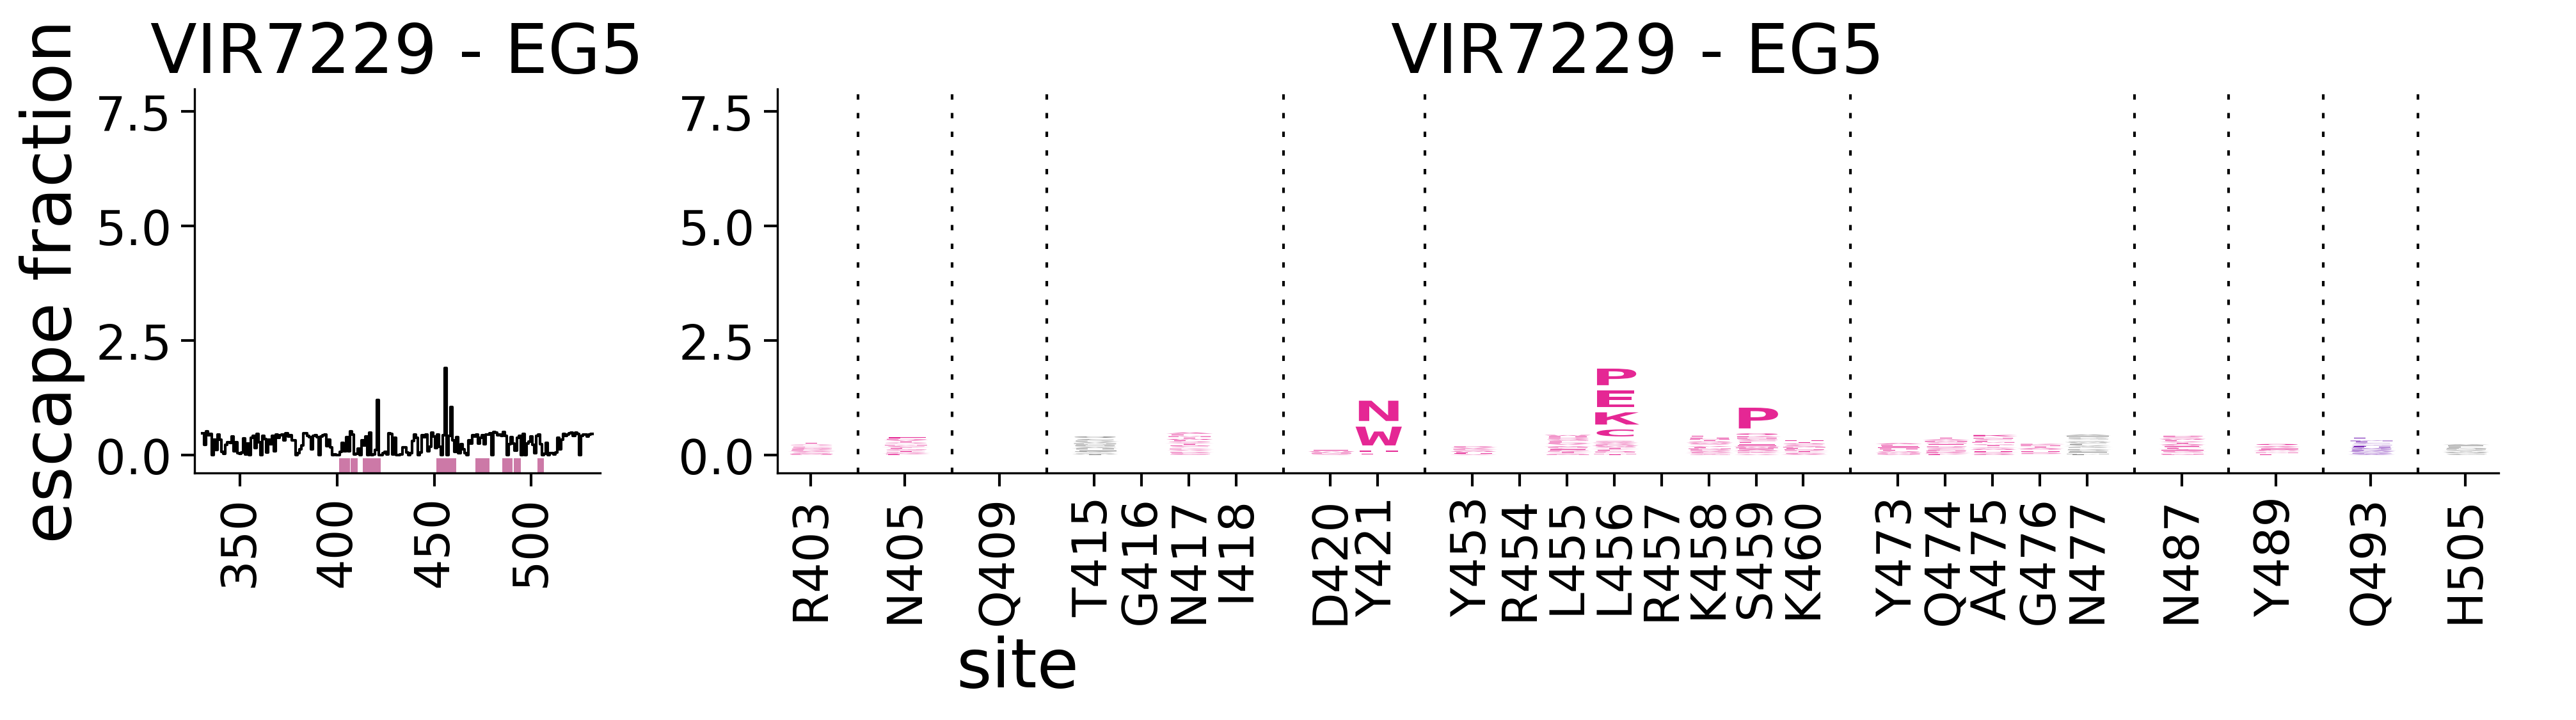 VIR7229 - EG5
VIR7229 - EG5
escape fraction
7.5
5.0
2.5
0.0
350
400
450
500
7.5
5.0
2.5
0.0
N
W
P
E
K
C
P
R403
N405
Q409
T415
G416
N417
I418
D420
Y421
Y453
R454
L455
L456
R457
K458
S459
K460
Y473
Q474
A475
G476
N477
N487
Y489
Q493
H505
site